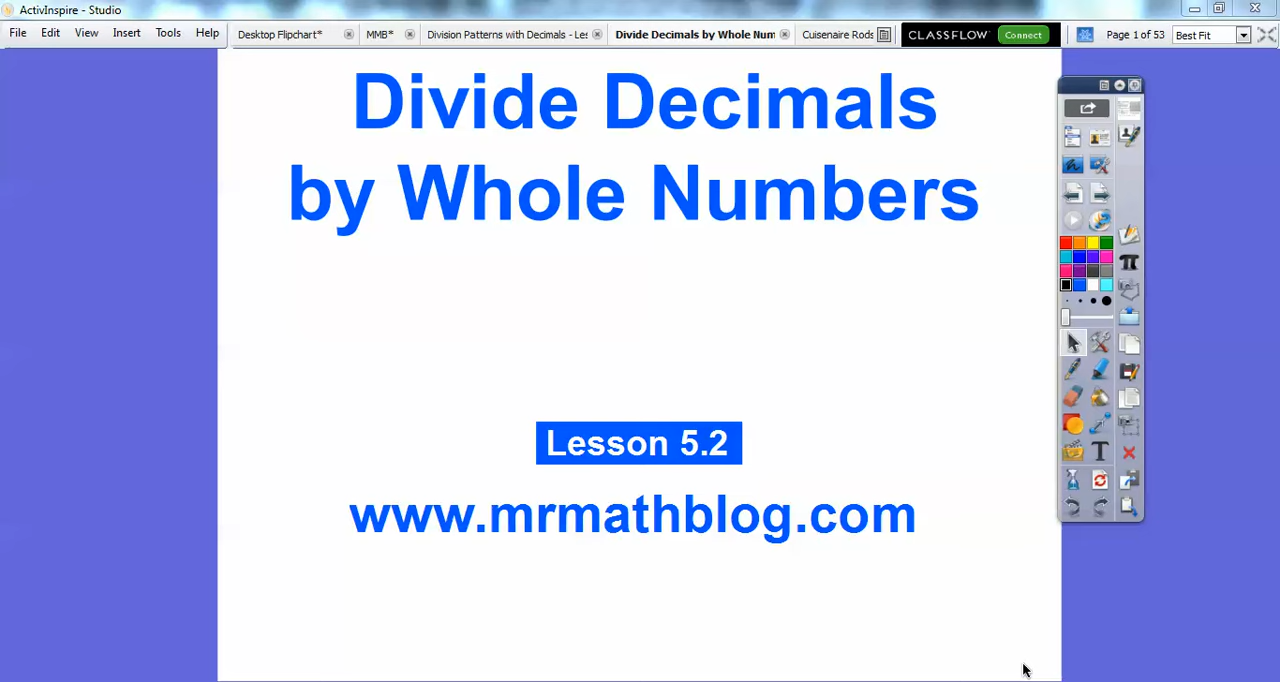 ActivInspire - Studio
File Edit View Insert Tools Help
Desktop Flipchart* MMB* Division Patterns with Decimals - Les Divide Decimals by Whole Num Cuisenaire Rods
CLASSFLOW Connect
Page 1 of 53 Best Fit
Divide Decimals
by Whole Numbers
Lesson 5.2
www.mrmathblog.com